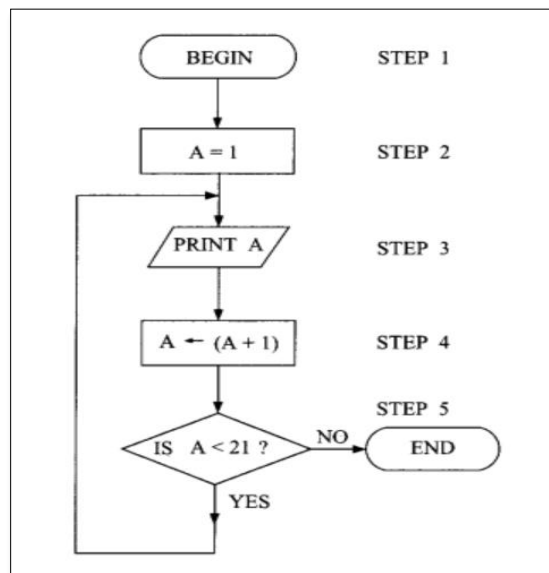 BEGIN STEP 1
A = 1 STEP 2
PRINT A STEP 3
A ← (A + 1) STEP 4
STEP 5
IS A < 21 ? NO END
YES